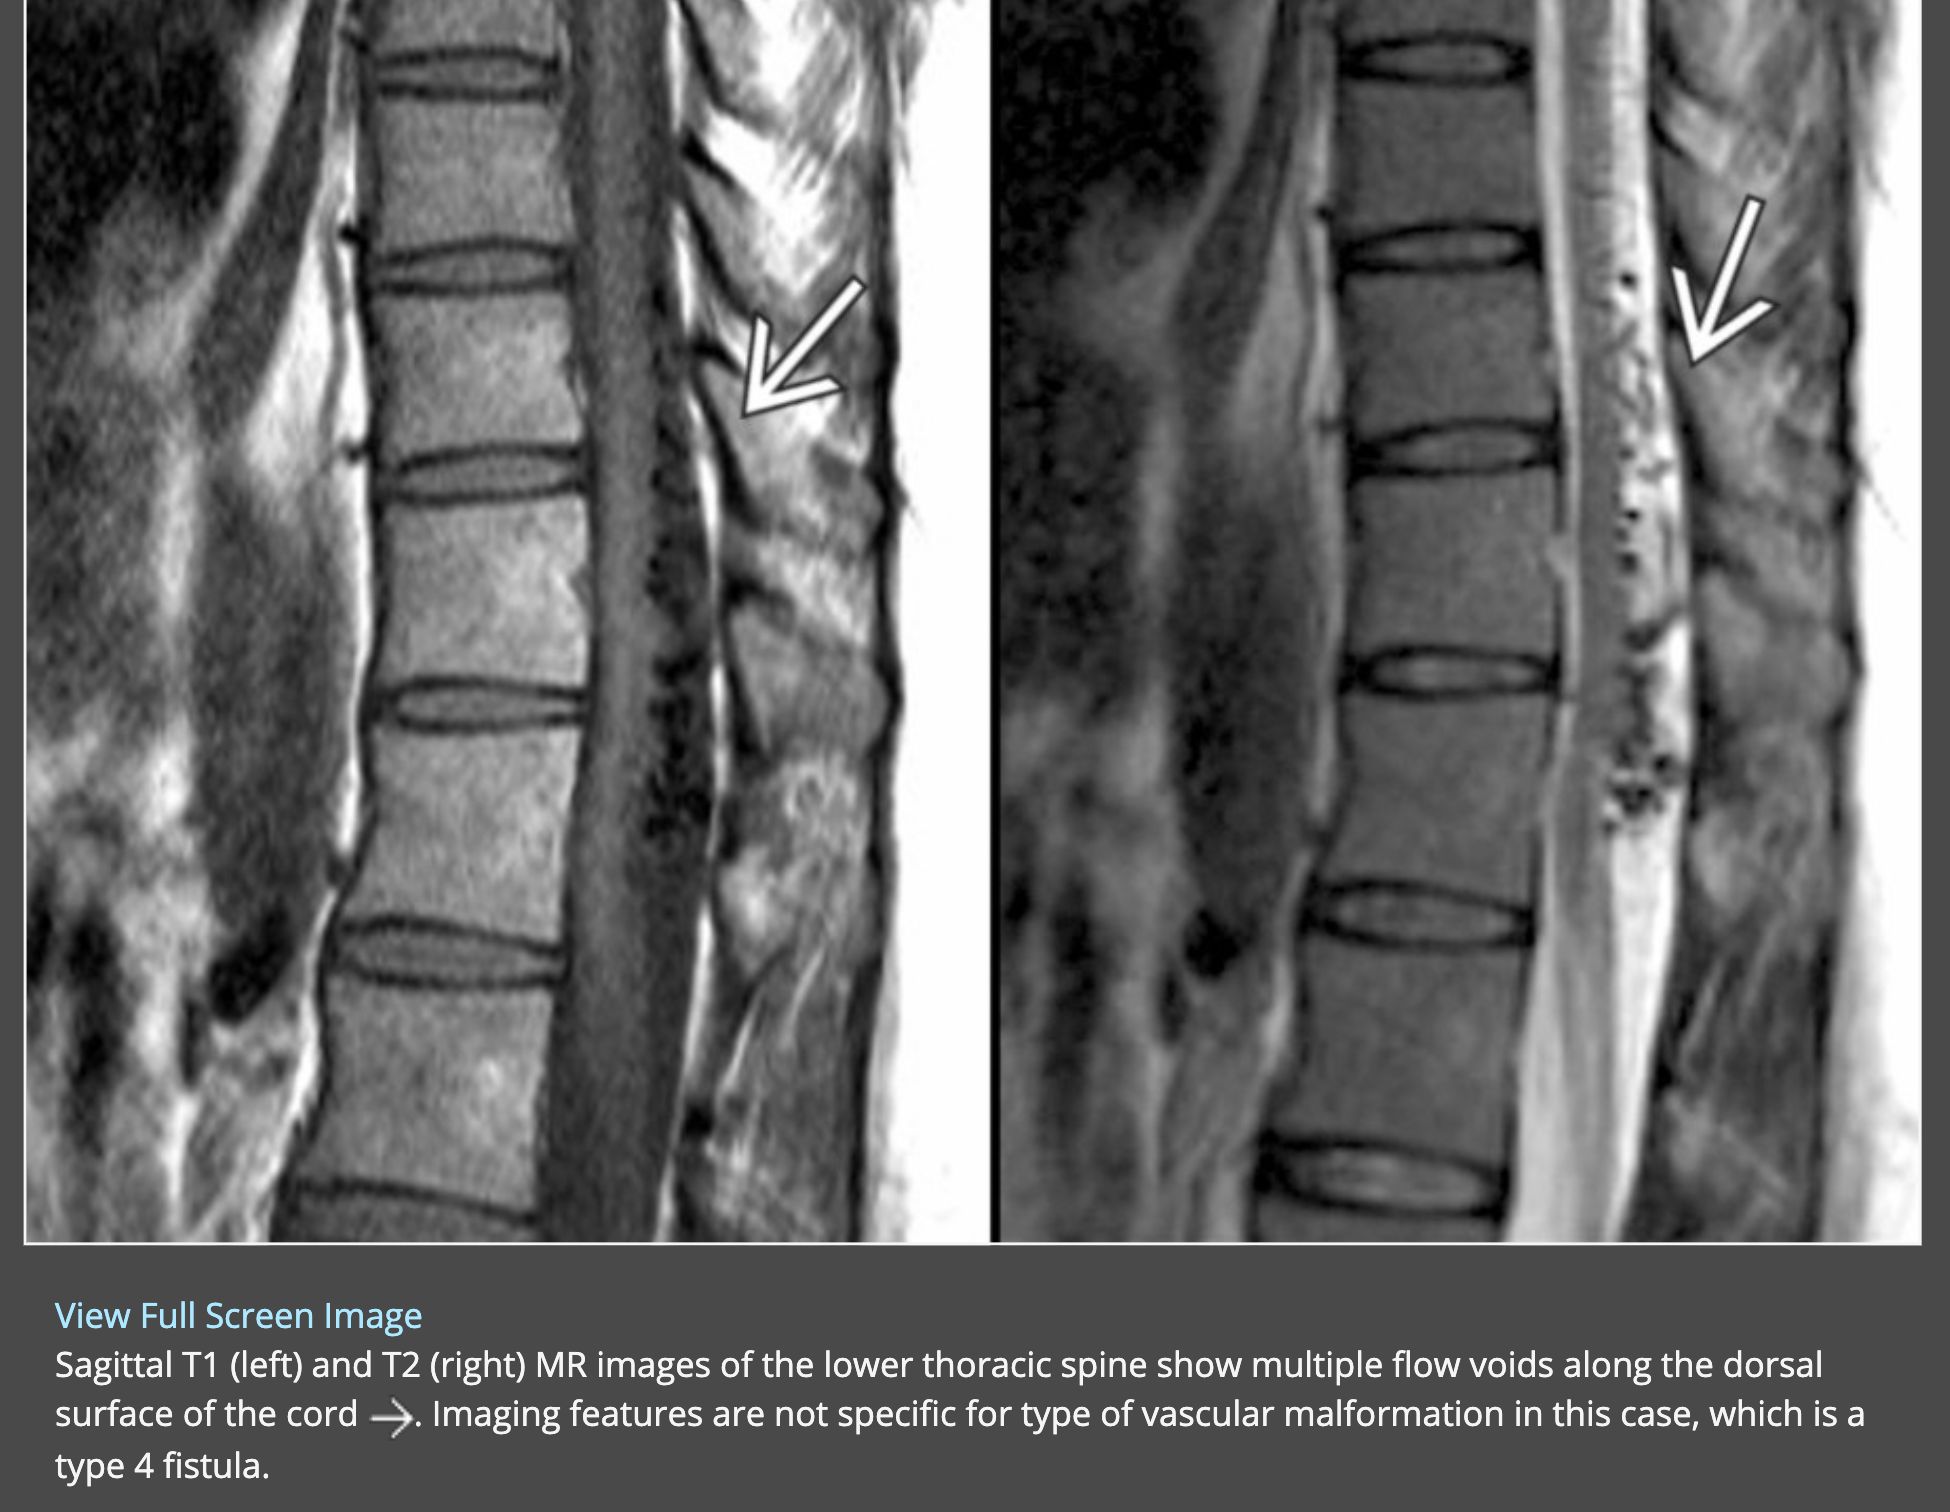 View Full Screen Image
Sagittal T1 (left) and T2 (right) MR images of the lower thoracic spine show multiple flow voids along the dorsal
surface of the cord →. Imaging features are not specific for type of vascular malformation in this case, which is a
type 4 fistula.